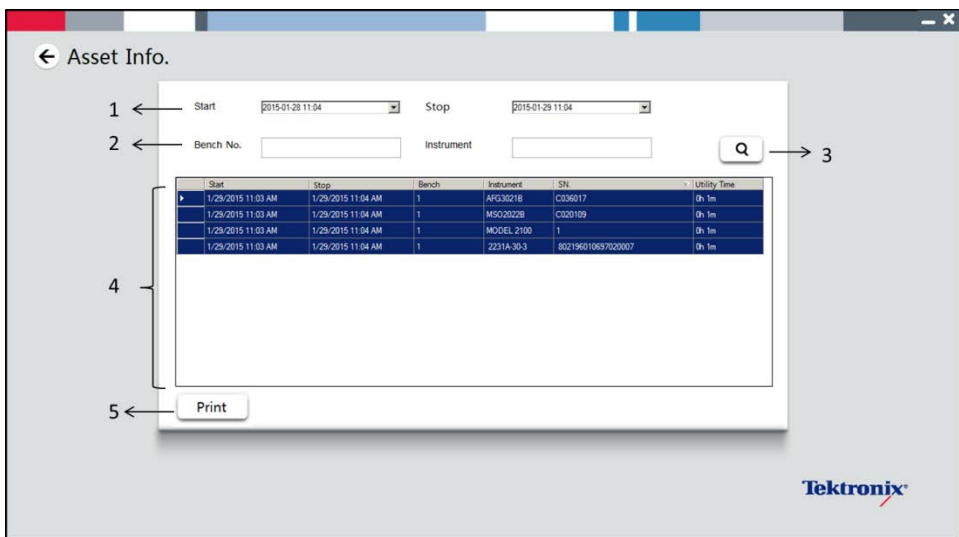 Asset Info.
1 Start 2015-01-28 11:04 Stop 2015-01-29 11:04
2 Bench No. Instrument 3
Start Stop Bench Instrument SN. Utility Time
1/29/2015 11:03 AM 1/29/2015 11:04 AM 1 AFG3021B C036017 0h 1m
1/29/2015 11:03 AM 1/29/2015 11:04 AM 1 MSO2022B C020109 0h 1m
1/29/2015 11:03 AM 1/29/2015 11:04 AM 1 MODEL 2100 1 0h 1m
1/29/2015 11:03 AM 1/29/2015 11:04 AM 1 2231A-30-3 802196010697020007 0h 1m
4
5 Print
Tektronix